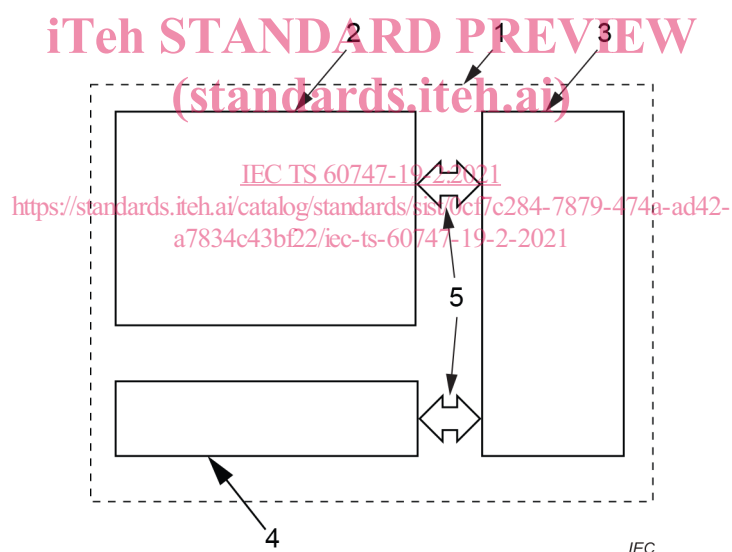 iTeh STANDARD PREVIEW
2
1
3
(standards.iteh.ai)
IEC TS 60747-19-2:2021
https://standards.iteh.ai/catalog/standards/sist/0cf7c284-7879-474a-ad42-
a7834c43bf22/iec-ts-60747-19-2-2021
5
4
IEC